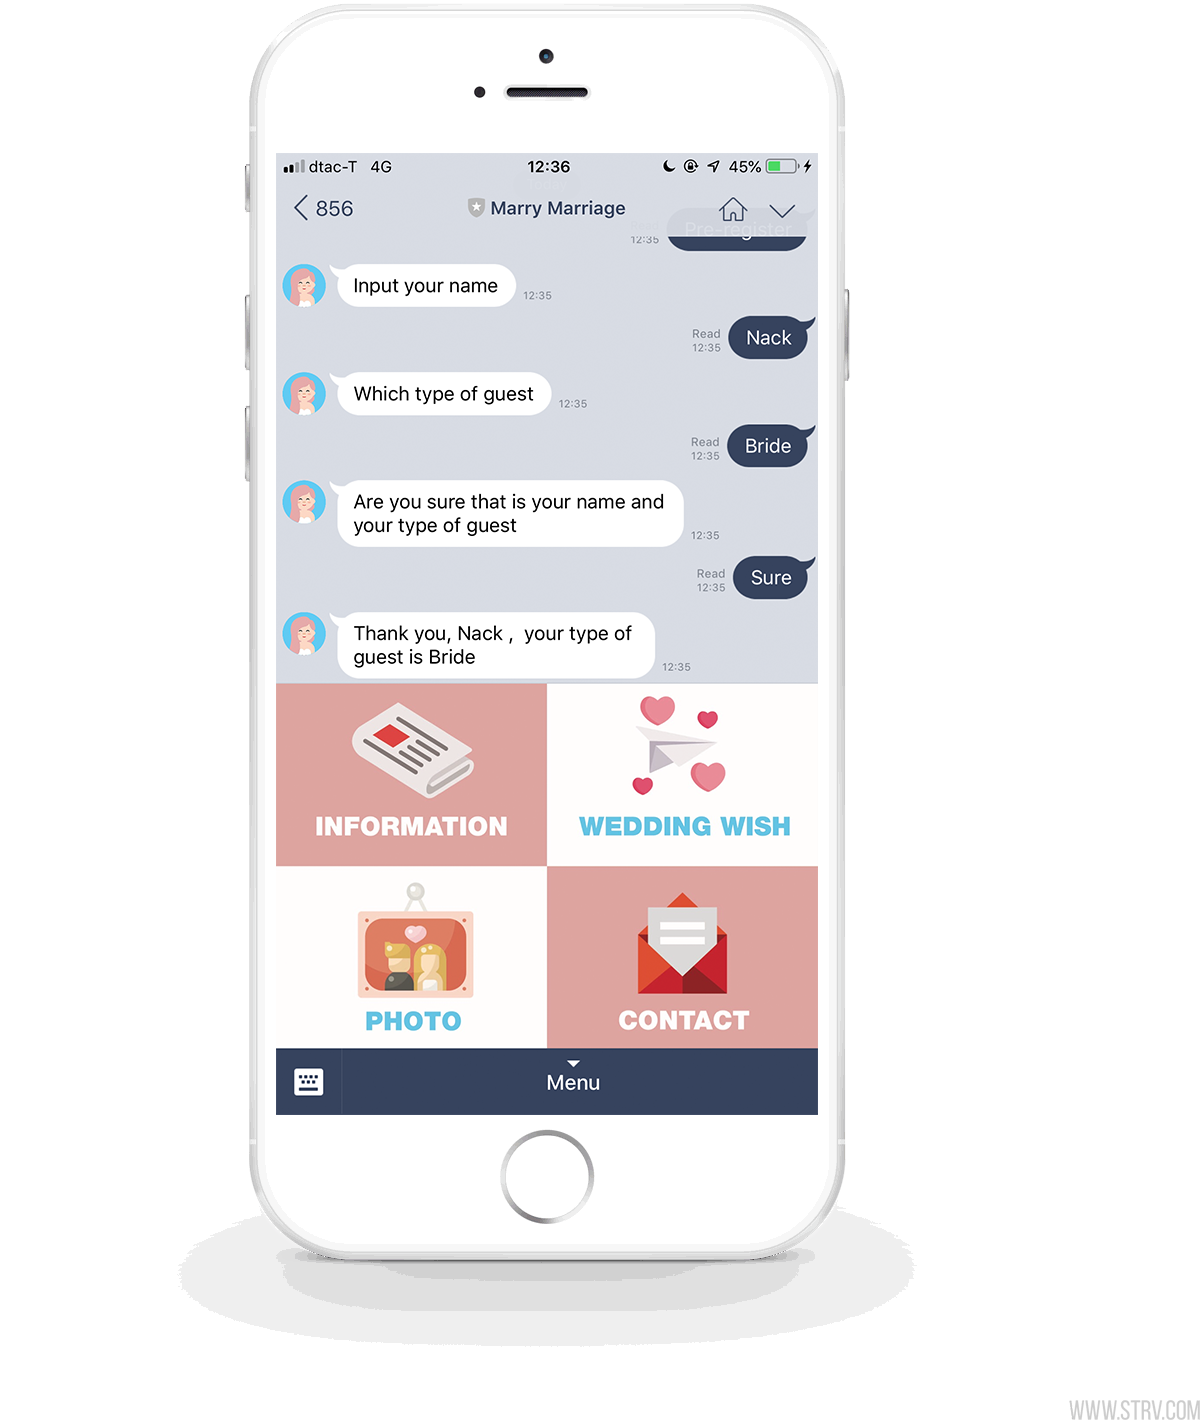 dtac-T 4G 12:36 45%
856 Marry Marriage
Pre-register
12:35
Input your name
12:35
Read
12:35
Nack
Which type of guest
12:35
Read
12:35
Bride
Are you sure that is your name and
your type of guest
12:35
Read
12:35
Sure
Thank you, Nack , your type of
guest is Bride
12:35
INFORMATION
WEDDING WISH
PHOTO
CONTACT
Menu
WWW.STRV.COM